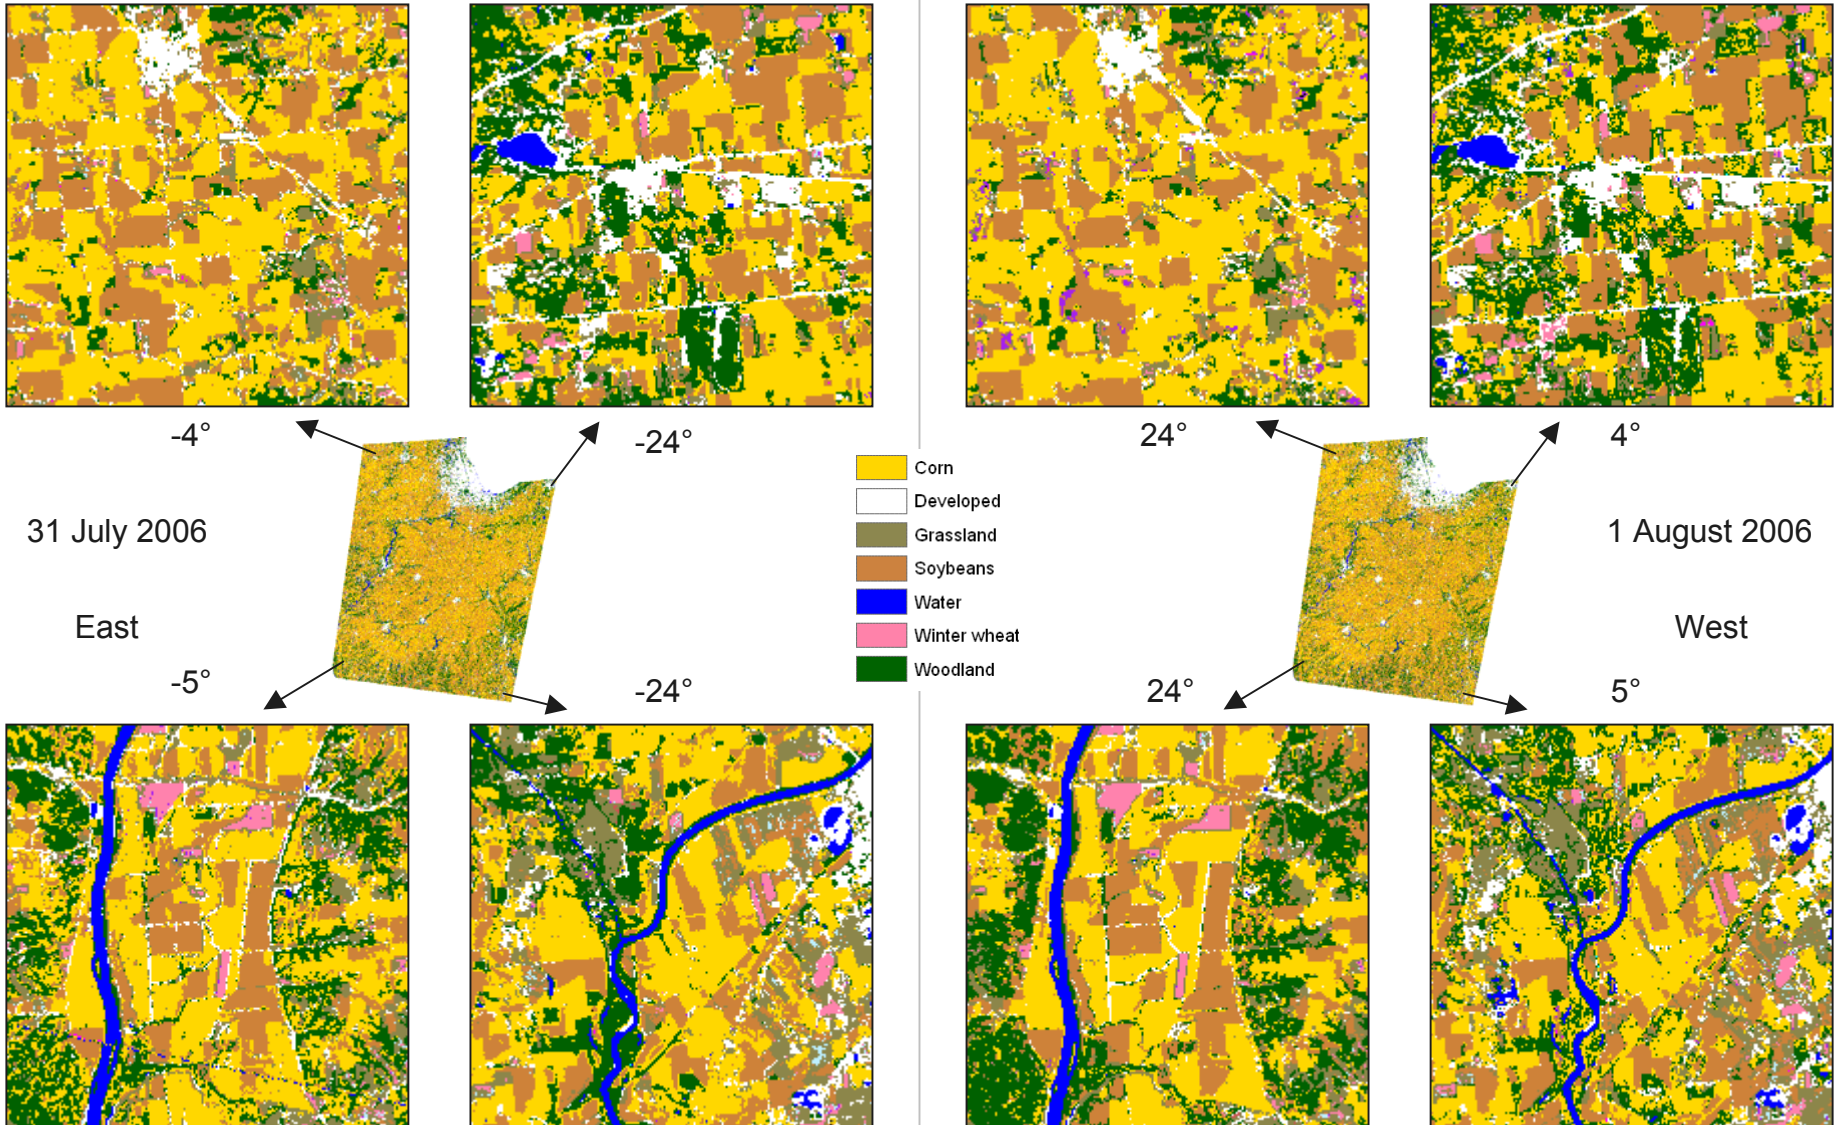 -4°
-24°
24°
4°
31 July 2006
East
Corn
Developed
Grassland
Soybeans
Water
Winter wheat
Woodland
1 August 2006
West
-5°
-24°
24°
5°